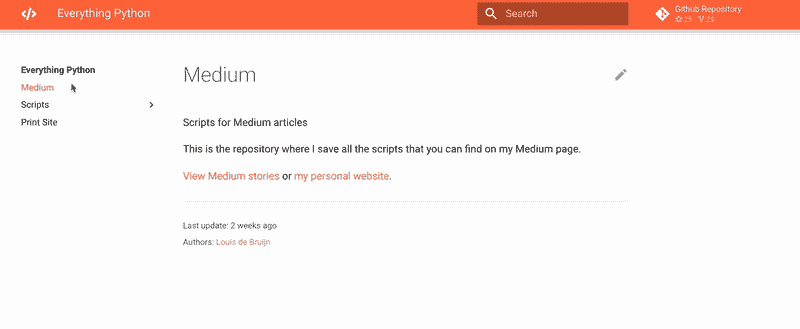 Everything Python
Search
Github Repository
25 29
Everything Python
Medium
Scripts
Print Site
Medium
Scripts for Medium articles
This is the repository where I save all the scripts that you can find on my Medium page.
View Medium stories or my personal website.
Last update: 2 weeks ago
Authors: Louis de Bruijn